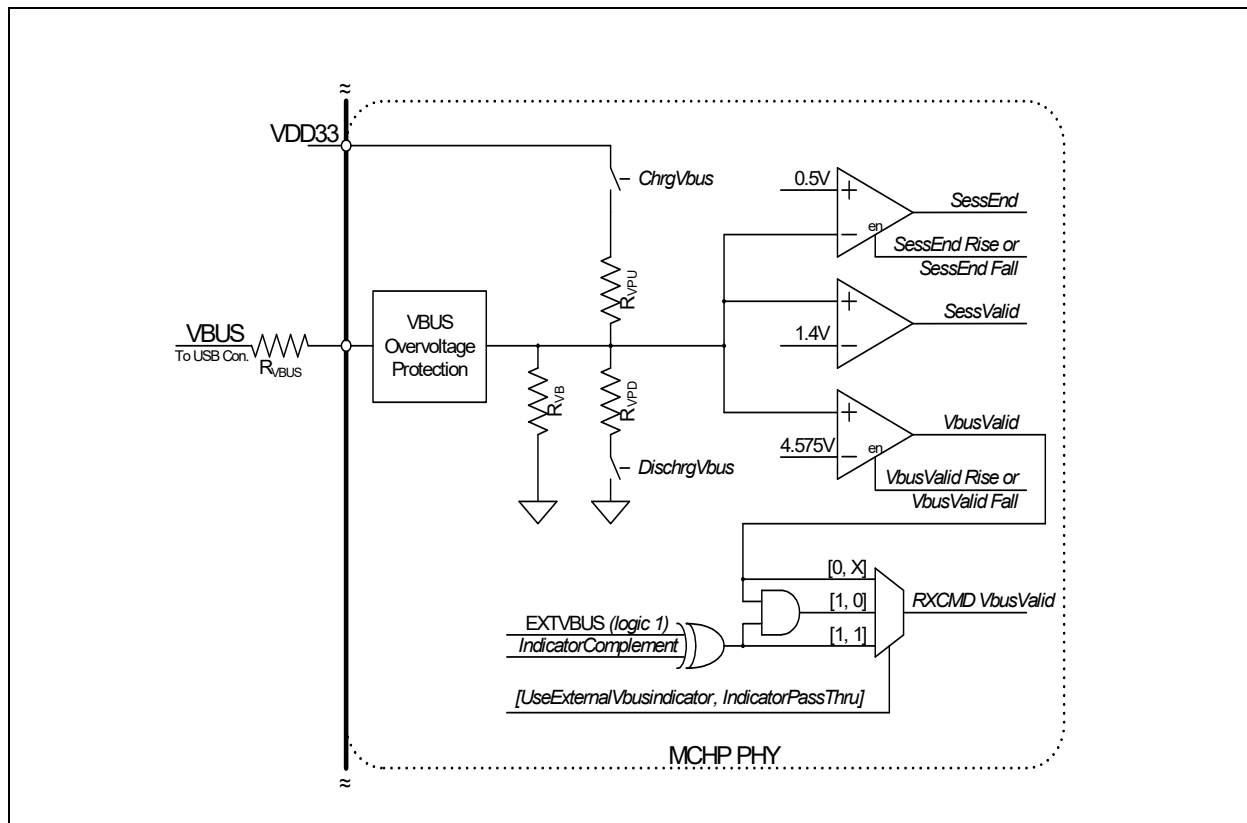 ≈
VDD33
ChrgVbus
0.5V
+
−
en
SessEnd
SessEnd Rise or
SessEnd Fall
RVPU
+
1.4V
−
SessValid
VBUS
To USB Con.
RVBUS
VBUS
Overvoltage
Protection
RVB
RVPD
DischrgVbus
+
4.575V
−
en
VbusValid
VbusValid Rise or
VbusValid Fall
[0, X]
[1, 0]
[1, 1]
RXCMD VbusValid
EXTVBUS (logic 1)
IndicatorComplement
[UseExternalVbusindicator, IndicatorPassThru]
MCHP PHY
≈